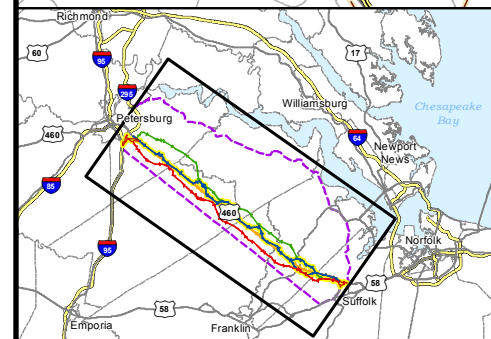 Richmond
60
95
17
295
Williamsburg
Chesapeake
Bay
Petersburg
460
64
Newport
News
85
460
95
Norfolk
58
Suffolk
58
Emporia
Franklin